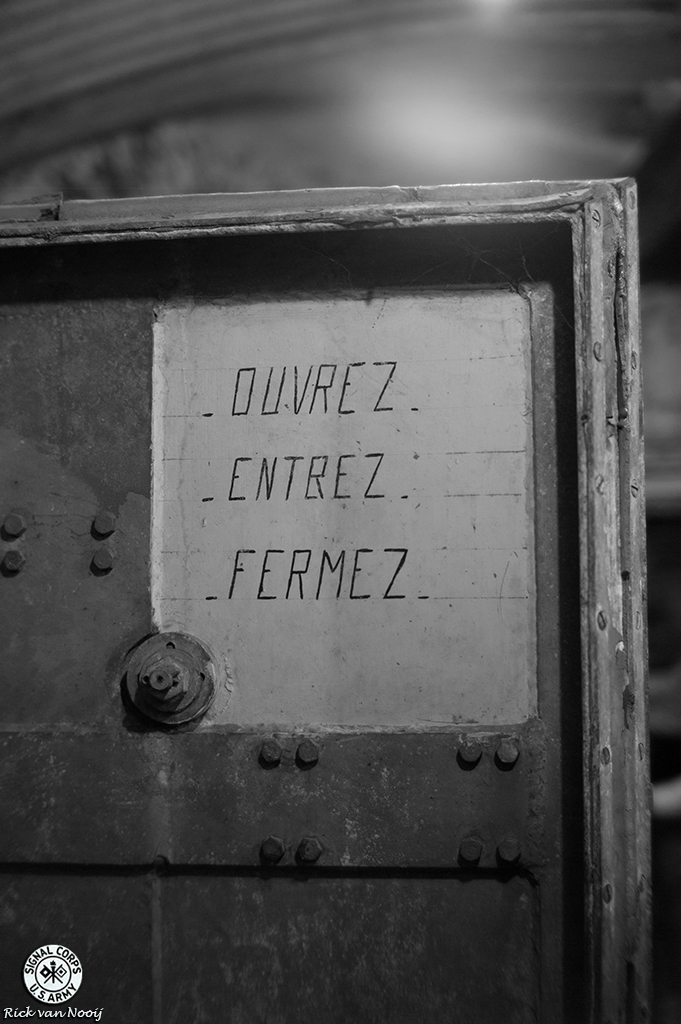 - OUVREZ -
- ENTREZ -
- FERMEZ -
SIGNAL CORPS
U.S. ARMY
Rick van Nooij